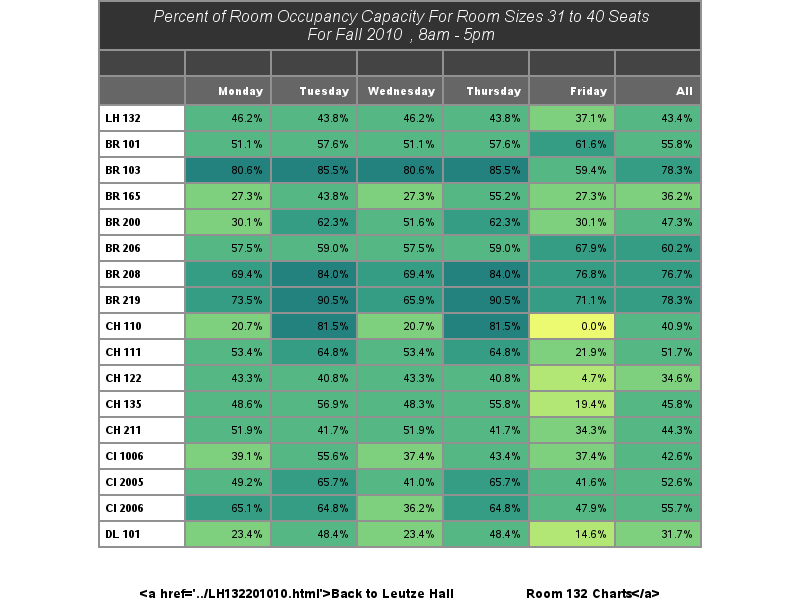 Percent of Room Occupancy Capacity For Room Sizes 31 to 40 Seats
For Fall 2010 , 8am - 5pm
Monday Tuesday Wednesday Thursday Friday All
LH 132 46.2% 43.8% 46.2% 43.8% 37.1% 43.4%
BR 101 51.1% 57.6% 51.1% 57.6% 61.6% 55.8%
BR 103 80.6% 85.5% 80.6% 85.5% 59.4% 78.3%
BR 165 27.3% 43.8% 27.3% 55.2% 27.3% 36.2%
BR 200 30.1% 62.3% 51.6% 62.3% 30.1% 47.3%
BR 206 57.5% 59.0% 57.5% 59.0% 67.9% 60.2%
BR 208 69.4% 84.0% 69.4% 84.0% 76.8% 76.7%
BR 219 73.5% 90.5% 65.9% 90.5% 71.1% 78.3%
CH 110 20.7% 81.5% 20.7% 81.5% 0.0% 40.9%
CH 111 53.4% 64.8% 53.4% 64.8% 21.9% 51.7%
CH 122 43.3% 40.8% 43.3% 40.8% 4.7% 34.6%
CH 135 48.6% 56.9% 48.3% 55.8% 19.4% 45.8%
CH 211 51.9% 41.7% 51.9% 41.7% 34.3% 44.3%
CI 1006 39.1% 55.6% 37.4% 43.4% 37.4% 42.6%
CI 2005 49.2% 65.7% 41.0% 65.7% 41.6% 52.6%
CI 2006 65.1% 64.8% 36.2% 64.8% 47.9% 55.7%
DL 101 23.4% 48.4% 23.4% 48.4% 14.6% 31.7%
<a href='../LH132201010.html'>Back to Leutze Hall Room 132 Charts</a>